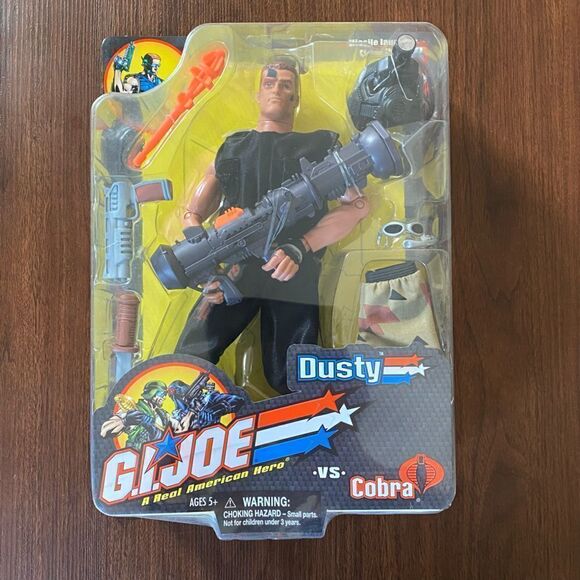 Dusty™
G.I.JOE®
A Real American Hero
·VS·
Cobra
AGES 5+
WARNING:
CHOKING HAZARD – Small parts.
Not for children under 3 years.